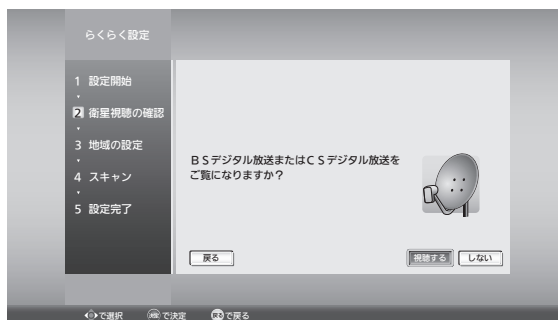 らくらく設定
1 設定開始
2 衛星視聴の確認
3 地域の設定
4 スキャン
5 設定完了
BSデジタル放送またはCSデジタル放送を
ご覧になりますか？
戻る
視聴する
しない
で選択
で決定
戻るで戻る